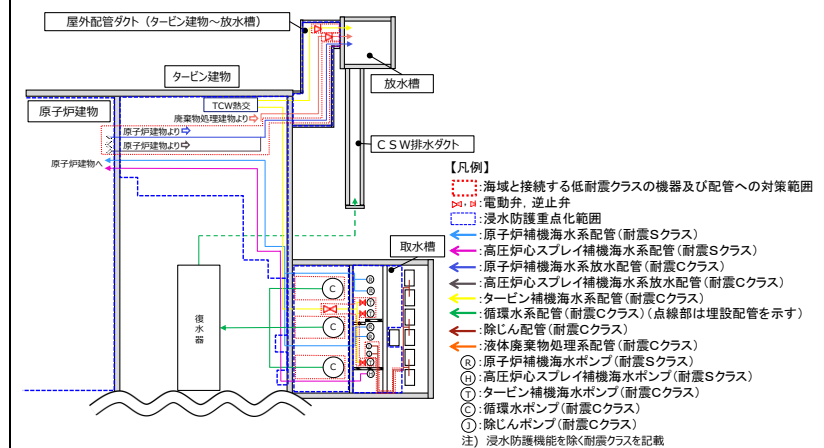 屋外配管ダクト（タービン建物～放水槽）
放水槽
タービン建物
原子炉建物
TCW熱交
廃棄物処理建物より⇨
原子炉建物より⇨
原子炉建物より⇨
原子炉建物へ
ＣＳＷ排水ダクト
取水槽
復水器
C
C
C
【凡例】
：海域と接続する低耐震クラスの機器及び配管への対策範囲
：電動弁，逆止弁
：浸水防護重点化範囲
：原子炉補機海水系配管（耐震Sクラス）
：高圧炉心スプレイ補機海水系配管（耐震Sクラス）
：原子炉補機海水系放水配管（耐震Cクラス）
：高圧炉心スプレイ補機海水系放水配管（耐震Cクラス）
：タービン補機海水系配管（耐震Cクラス）
：循環水系配管（耐震Cクラス）（点線部は埋設配管を示す）
：除じん配管（耐震Cクラス）
：液体廃棄物処理系配管（耐震Cクラス）
Ⓡ：原子炉補機海水ポンプ（耐震Sクラス）
Ⓗ：高圧炉心スプレイ補機海水ポンプ（耐震Sクラス）
Ⓣ：タービン補機海水ポンプ（耐震Cクラス）
Ⓒ：循環水ポンプ（耐震Cクラス）
Ⓙ：除じんポンプ（耐震Cクラス）
注）浸水防護機能を除く耐震クラスを記載